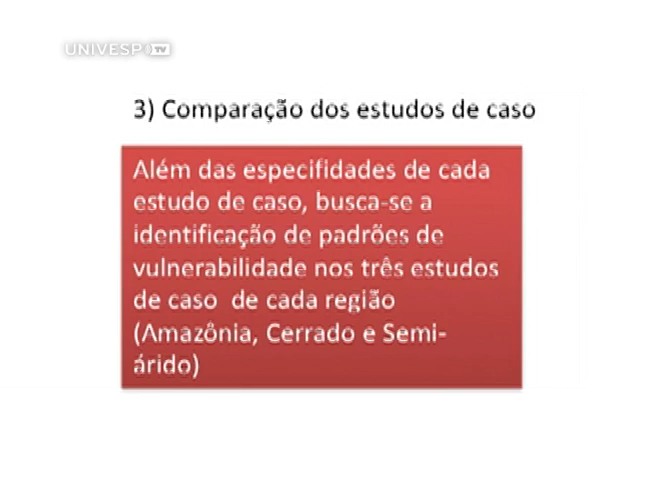 UNIVESP TV
3) Comparação dos estudos de caso
Além das especifidades de cada
estudo de caso, busca-se a
identificação de padrões de
vulnerabilidade nos três estudos
de caso de cada região
(Amazônia, Cerrado e Semi-
árido)